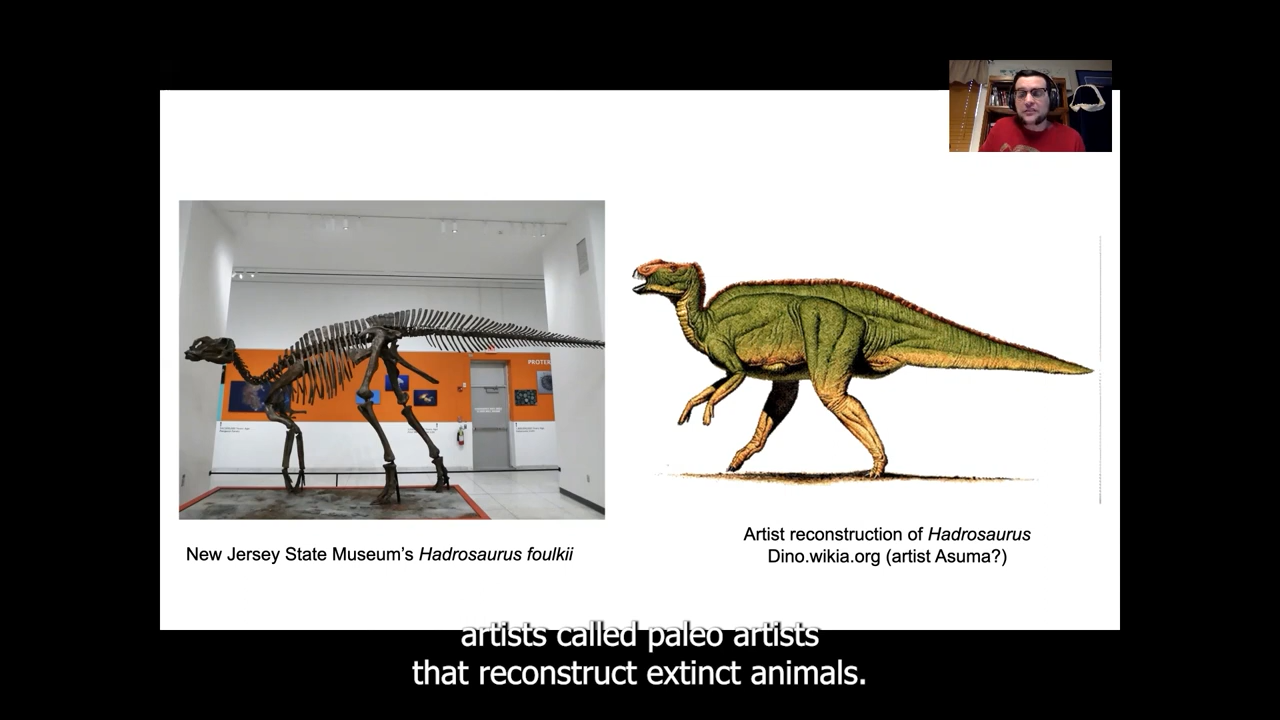 PROTER
New Jersey State Museum’s Hadrosaurus foulkii
Artist reconstruction of Hadrosaurus
Dino.wikia.org (artist Asuma?)
artists called paleo artists
that reconstruct extinct animals.